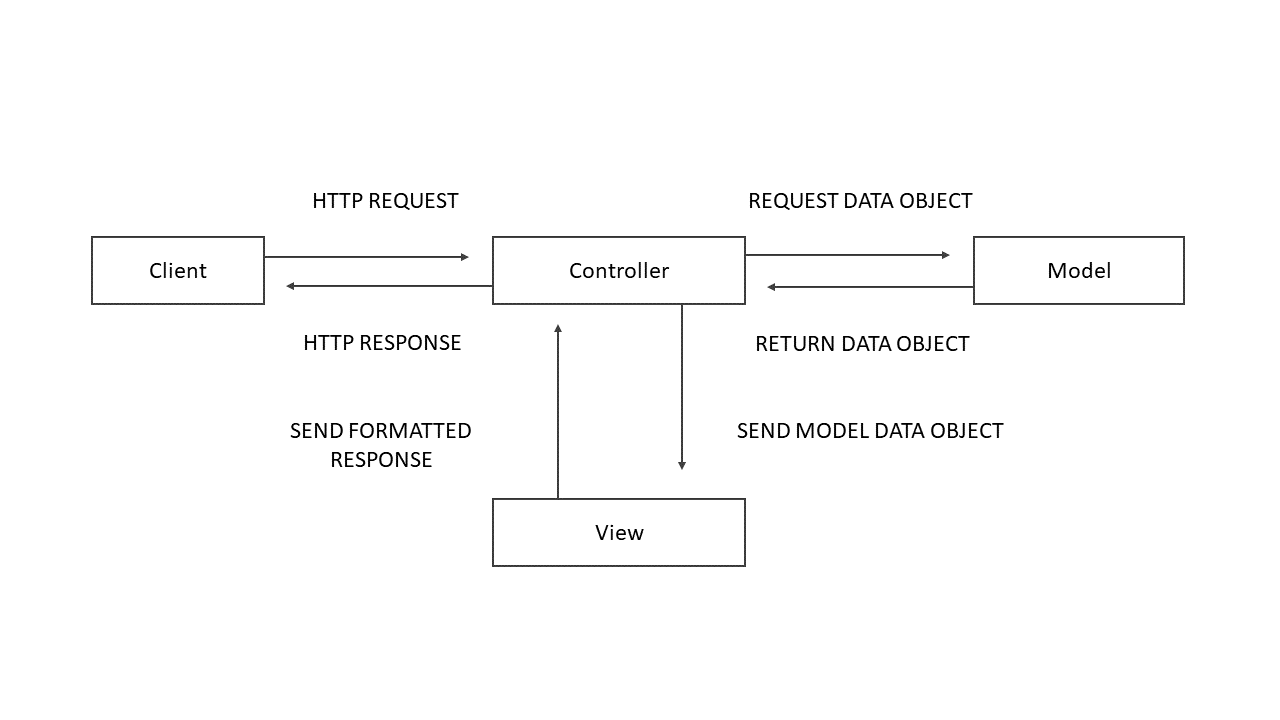 HTTP REQUEST
REQUEST DATA OBJECT
Client
Controller
Model
HTTP RESPONSE
RETURN DATA OBJECT
SEND FORMATTED
RESPONSE
SEND MODEL DATA OBJECT
View